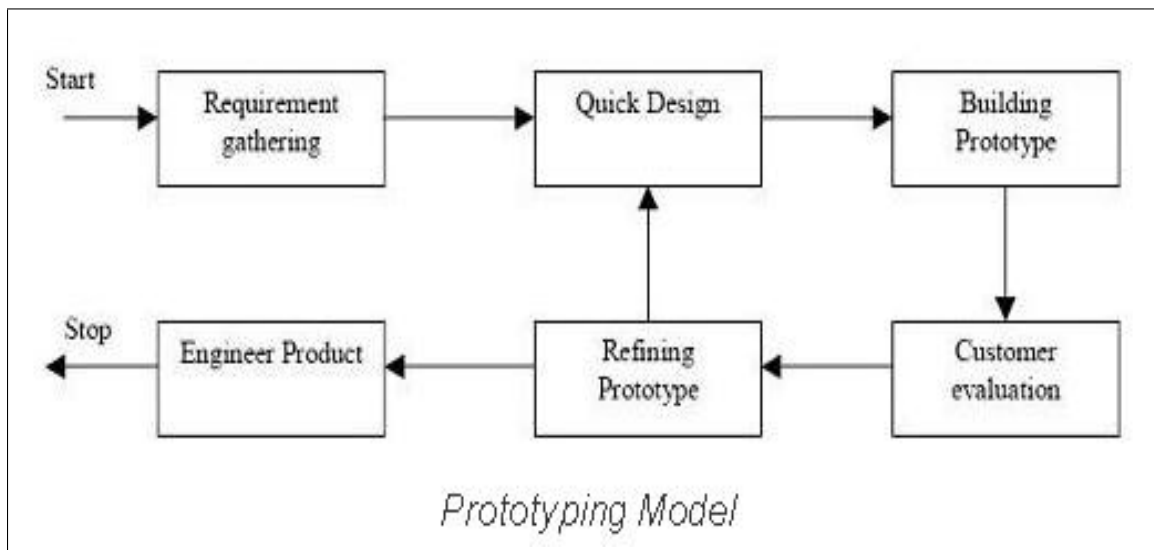 Start
Requirement
gathering
Quick Design
Building
Prototype
Stop
Engineer Product
Refining
Prototype
Customer
evaluation
Prototyping Model